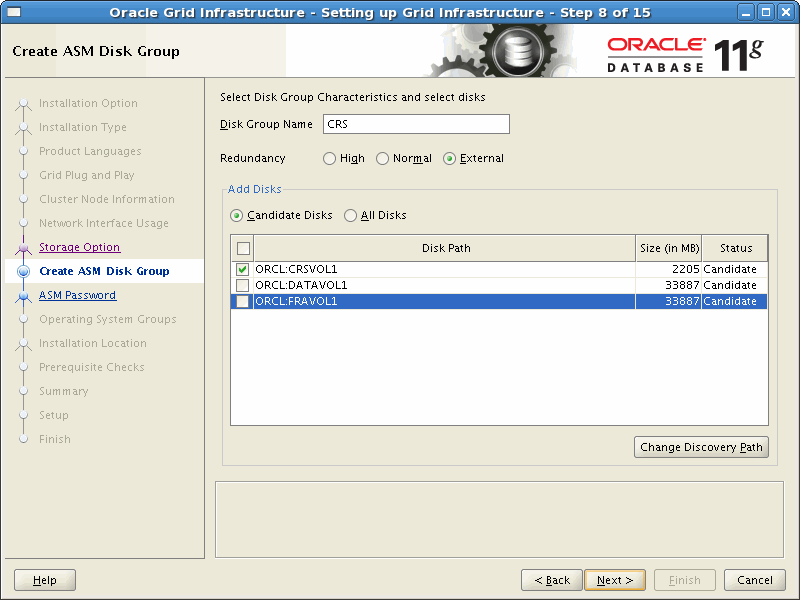 Oracle Grid Infrastructure - Setting up Grid Infrastructure - Step 8 of 15
Create ASM Disk Group
ORACLE®
DATABASE 11g
Installation Option
Installation Type
Product Languages
Grid Plug and Play
Cluster Node Information
Network Interface Usage
Storage Option
Create ASM Disk Group
ASM Password
Operating System Groups
Installation Location
Prerequisite Checks
Summary
Setup
Finish
Select Disk Group Characteristics and select disks
Disk Group Name CRS
Redundancy High Normal External
Add Disks
Candidate Disks All Disks
Disk Path Size (in MB) Status
ORCL:CRSVOL1 2205 Candidate
ORCL:DATAVOL1 33887 Candidate
ORCL:FRAVOL1 33887 Candidate
Change Discovery Path
Help < Back Next > Finish Cancel